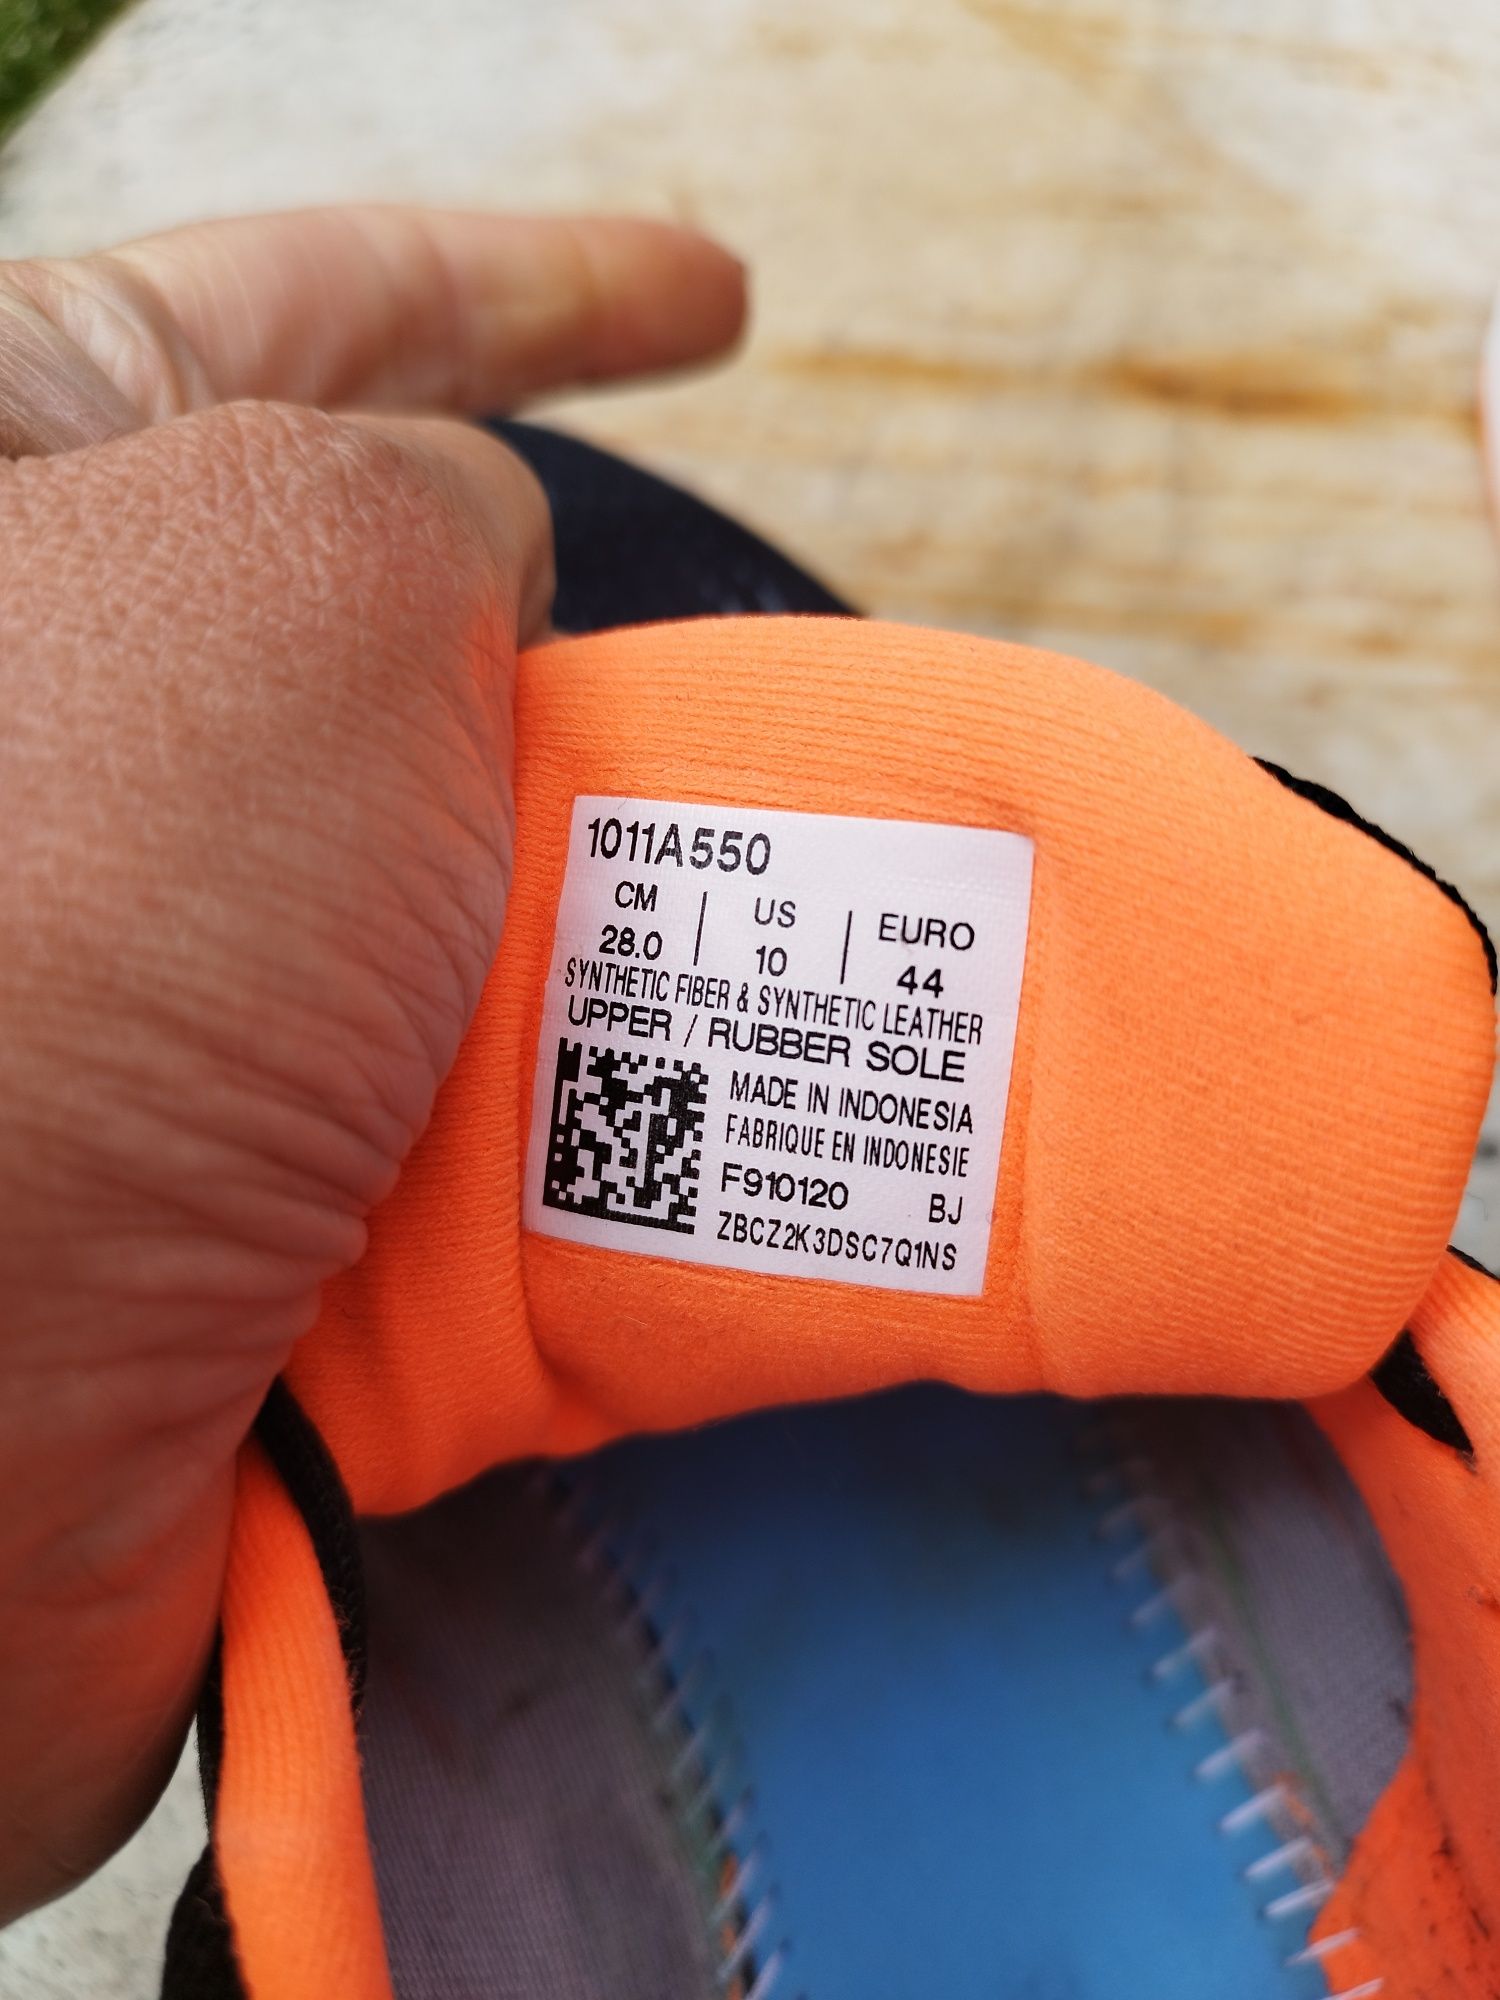 1011A550
CM | US | EURO
28.0 | 10 | 44
SYNTHETIC FIBER & SYNTHETIC LEATHER
UPPER / RUBBER SOLE
MADE IN INDONESIA
FABRIQUE EN INDONESIE
F910120 BJ
ZBCZ2K3DSC7Q1NS